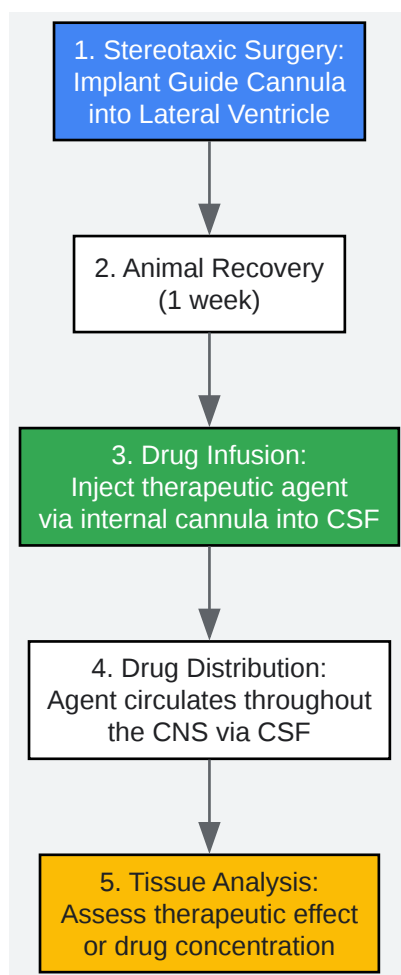 1. Stereotaxic Surgery:
Implant Guide Cannula
into Lateral Ventricle
2. Animal Recovery
(1 week)
3. Drug Infusion:
Inject therapeutic agent
via internal cannula into CSF
4. Drug Distribution:
Agent circulates throughout
the CNS via CSF
5. Tissue Analysis:
Assess therapeutic effect
or drug concentration